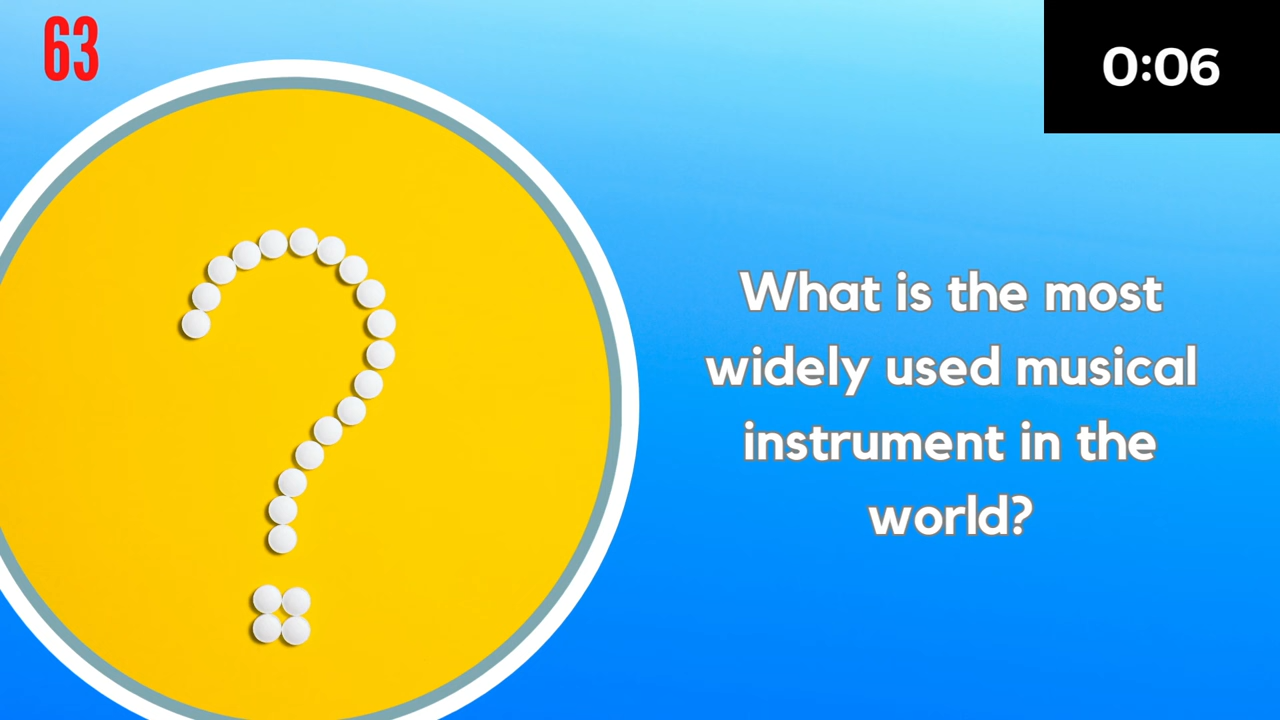 63
0:06
What is the most
widely used musical
instrument in the
world?